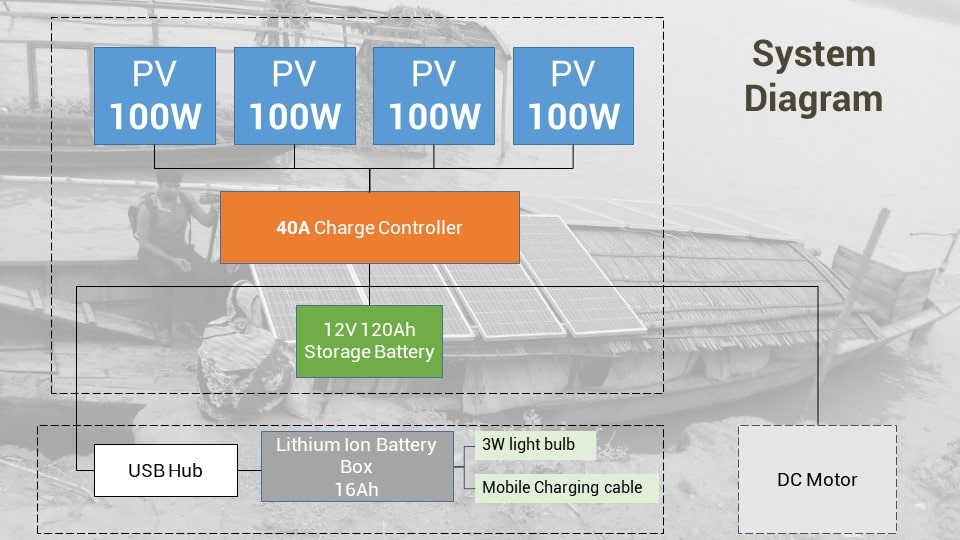 System
Diagram
PV
100W
PV
100W
PV
100W
PV
100W
40A Charge Controller
12V 120Ah
Storage Battery
USB Hub
Lithium Ion Battery
Box
16Ah
3W light bulb
Mobile Charging cable
DC Motor